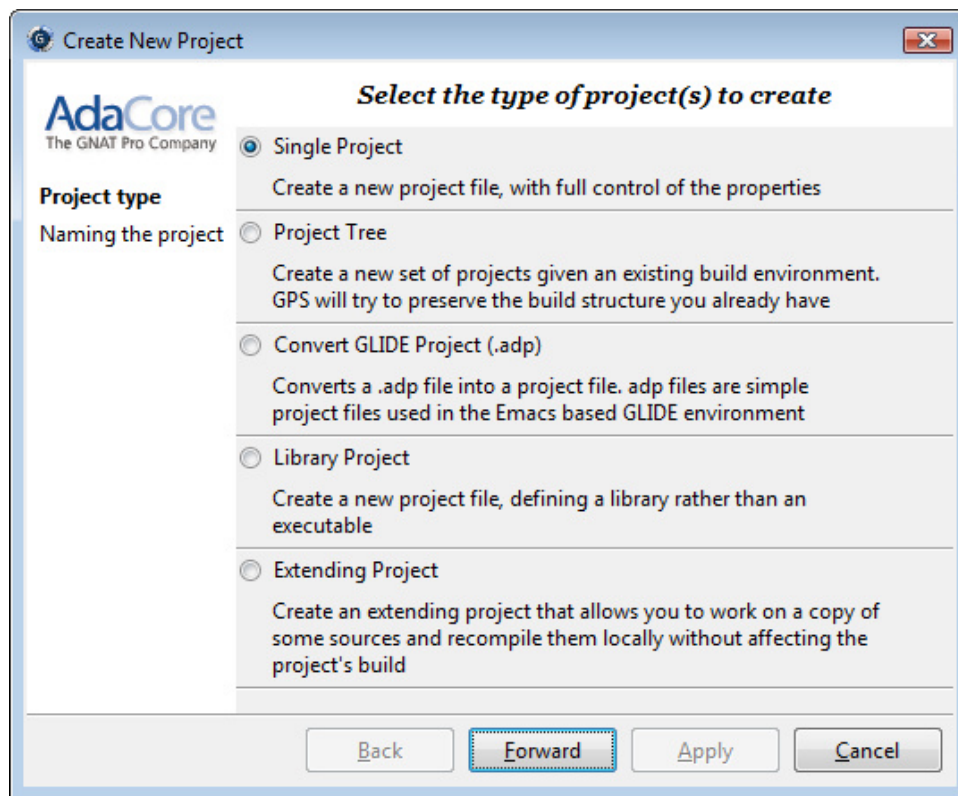 Create New Project
AdaCore
The GNAT Pro Company
Project type
Naming the project
Select the type of project(s) to create
Single Project
Create a new project file, with full control of the properties
Project Tree
Create a new set of projects given an existing build environment.
GPS will try to preserve the build structure you already have
Convert GLIDE Project (.adp)
Converts a .adp file into a project file. adp files are simple
project files used in the Emacs based GLIDE environment
Library Project
Create a new project file, defining a library rather than an
executable
Extending Project
Create an extending project that allows you to work on a copy of
some sources and recompile them locally without affecting the
project's build
Back
Forward
Apply
Cancel